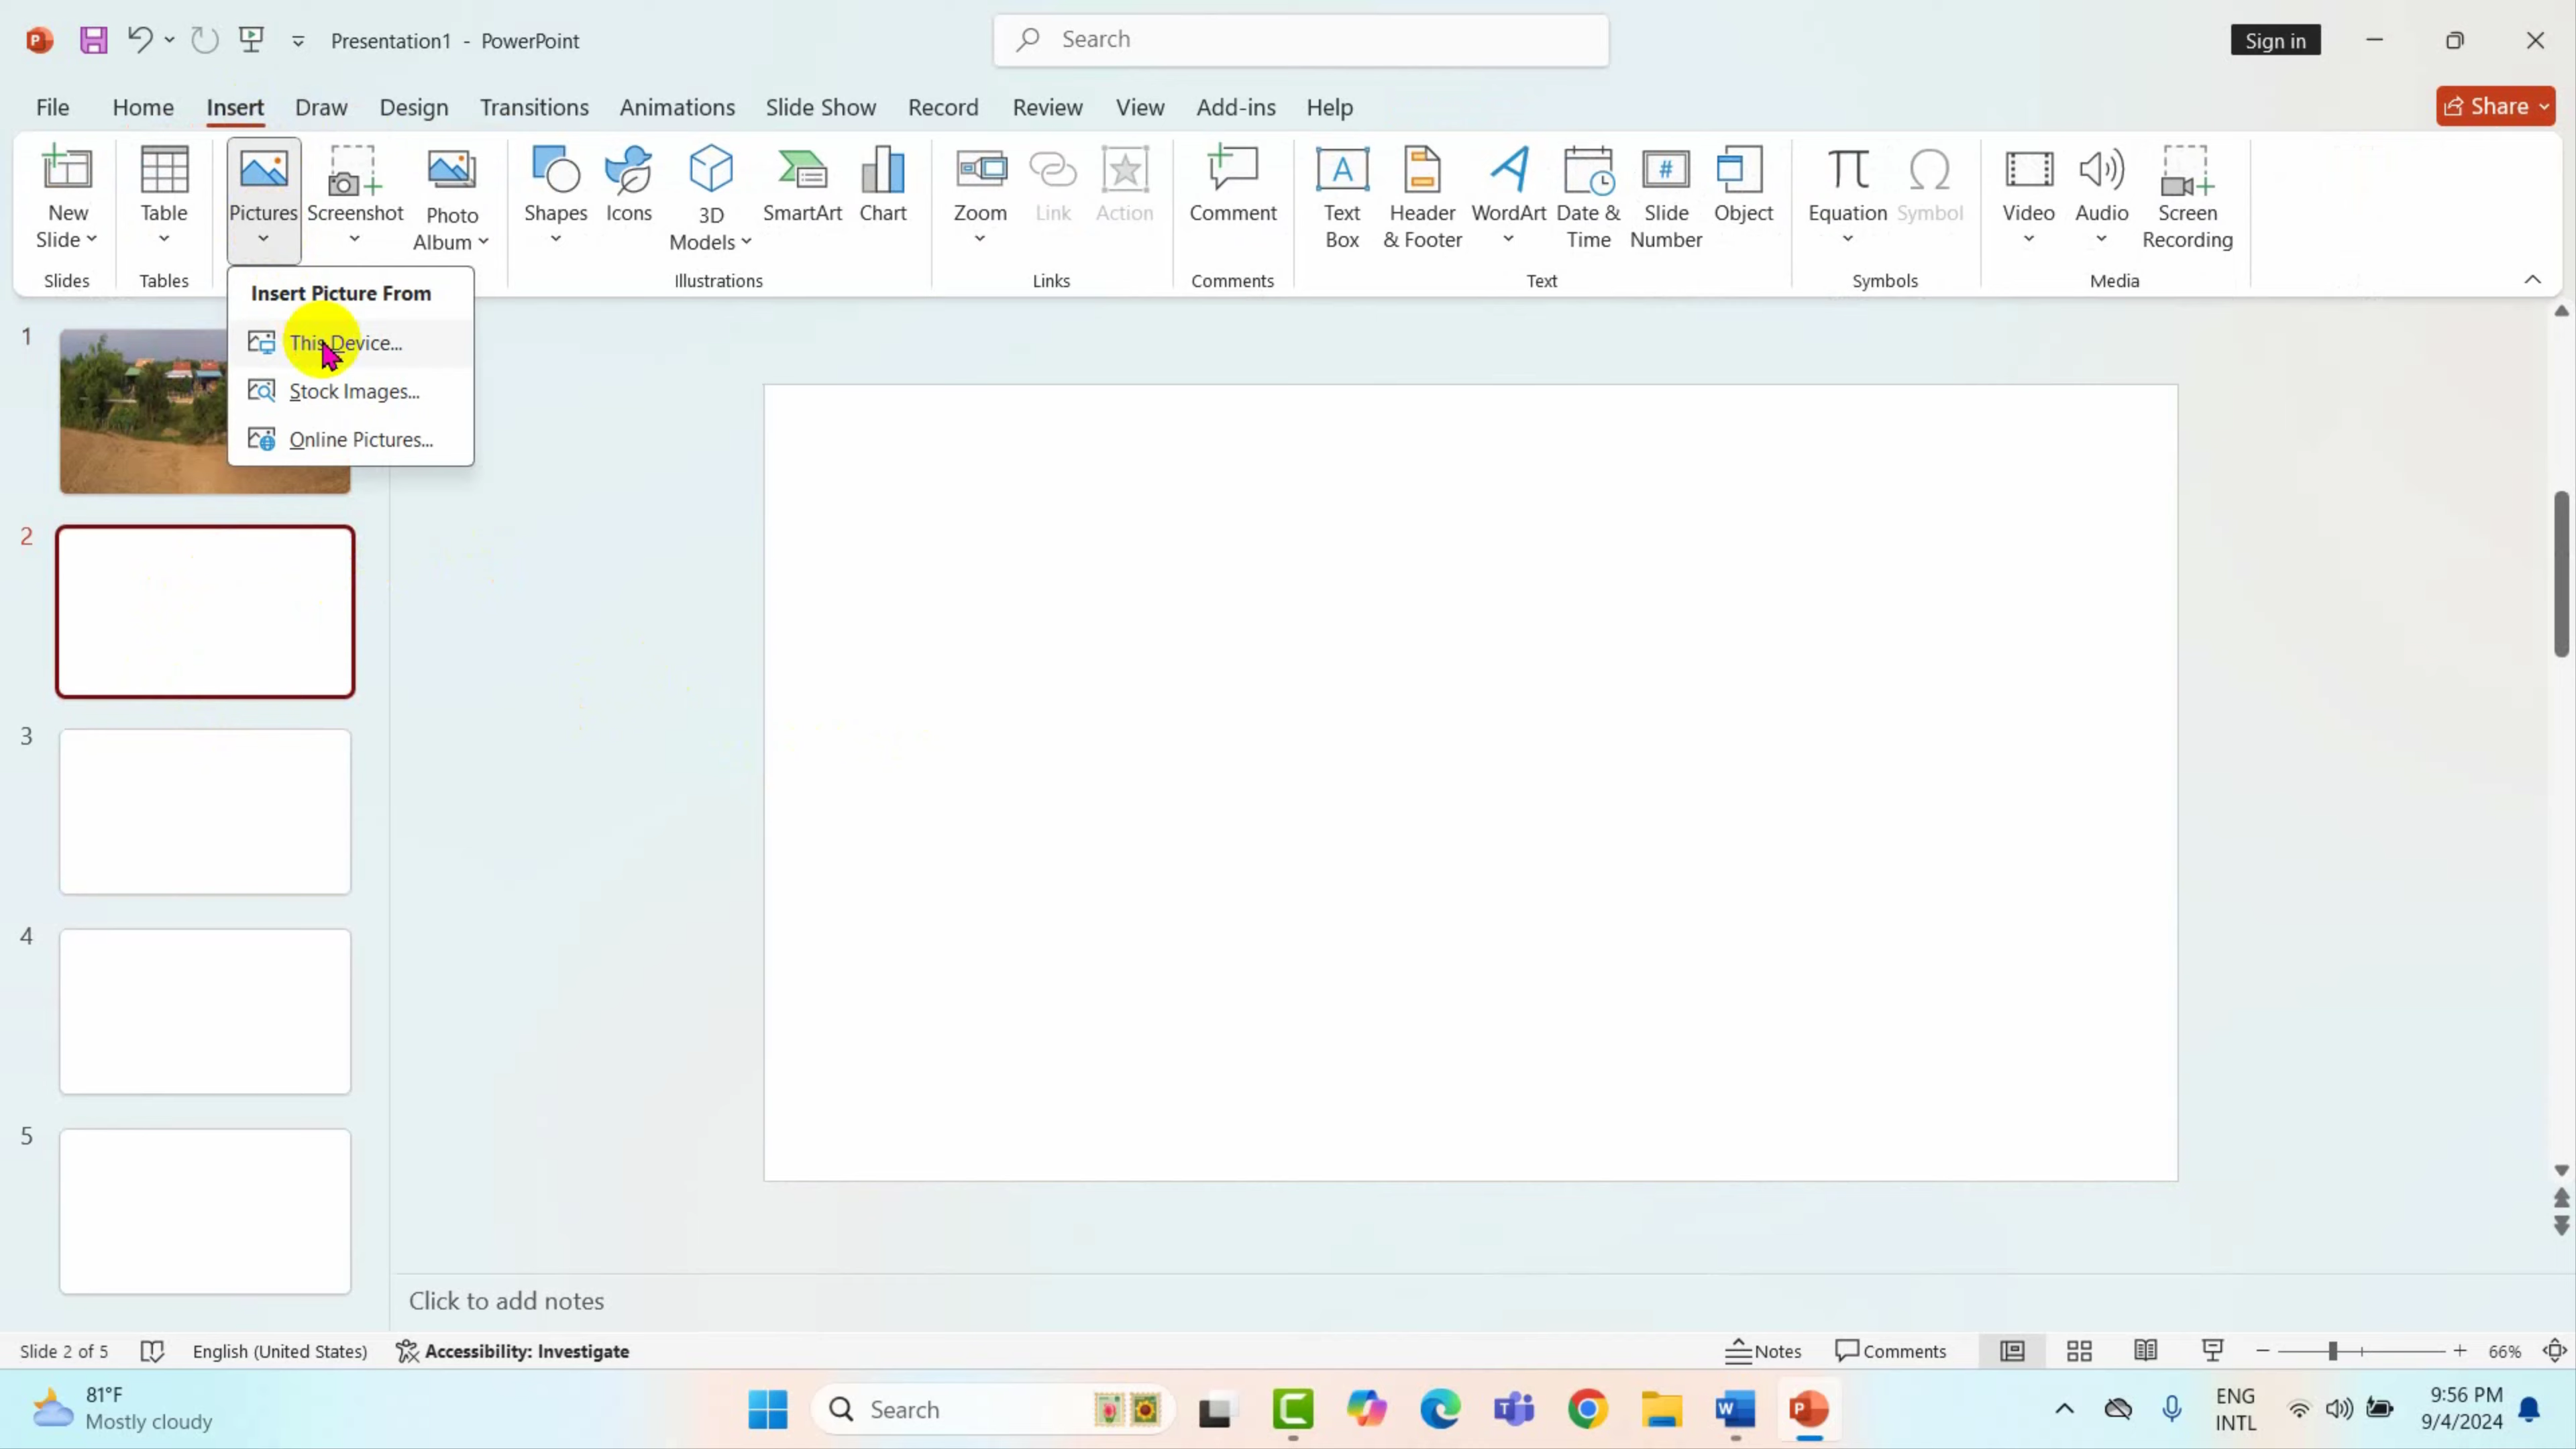 Presentation1 - PowerPoint
Search
Sign in
File Home Insert Draw Design Transitions Animations Slide Show Record Review View Add-ins Help
Share
New Slide
Table
Pictures
Screenshot
Photo Album
Shapes
Icons
3D Models
SmartArt
Chart
Zoom
Link
Action
Comment
Text Box
Header & Footer
WordArt
Date & Time
Slide Number
Object
Equation
Symbol
Video
Audio
Screen Recording
Slides
Tables
Illustrations
Links
Comments
Text
Symbols
Media
Insert Picture From
This Device...
Stock Images...
Online Pictures...
1
2
3
4
5
Click to add notes
Slide 2 of 5
English (United States)
Accessibility: Investigate
Notes
Comments
66%
81°F
Mostly cloudy
Search
ENG
INTL
9:56 PM
9/4/2024